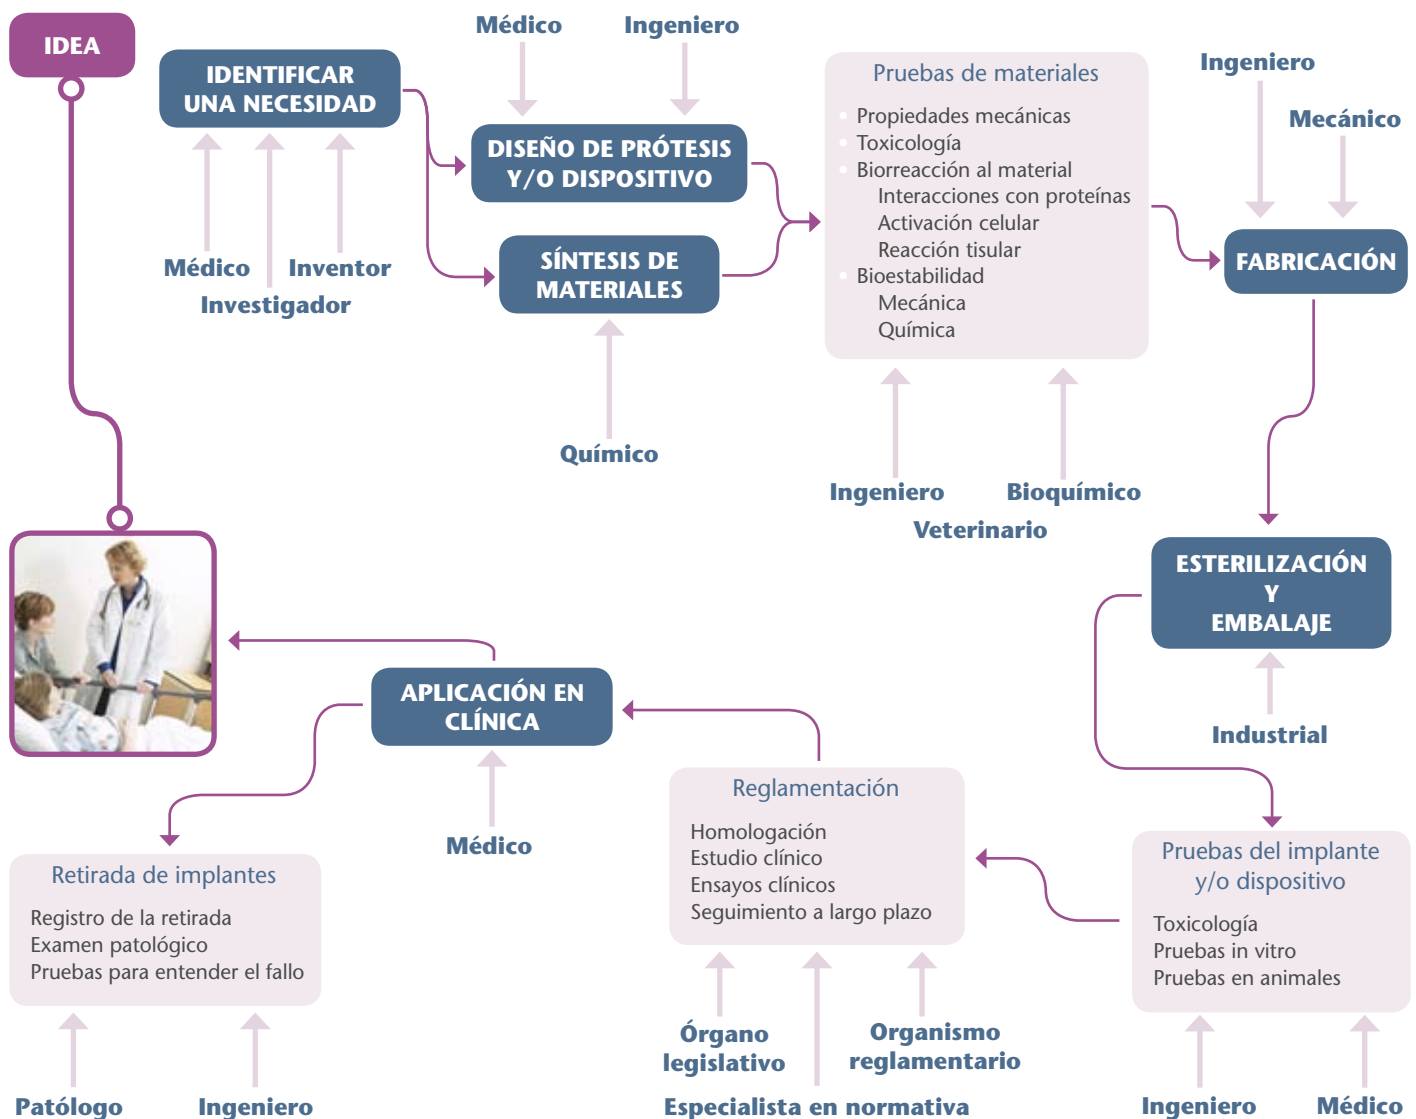 IDEA
IDENTIFICAR
UNA NECESIDAD
Médico
Inventor
Investigador
Médico
Ingeniero
DISEÑO DE PRÓTESIS
Y/O DISPOSITIVO
SÍNTESIS DE
MATERIALES
Químico
Pruebas de materiales
• Propiedades mecánicas
• Toxicología
• Biorreacción al material
Interacciones con proteínas
Activación celular
Reacción tisular
• Bioestabilidad
Mecánica
Química
Ingeniero
Bioquímico
Veterinario
Ingeniero
Mecánico
FABRICACIÓN
ESTERILIZACIÓN
Y
EMBALAJE
Industrial
Pruebas del implante
y/o dispositivo
Toxicología
Pruebas in vitro
Pruebas en animales
Ingeniero
Médico
Reglamentación
Homologación
Estudio clínico
Ensayos clínicos
Seguimiento a largo plazo
Órgano
legislativo
Organismo
reglamentario
Especialista en normativa
APLICACIÓN EN
CLÍNICA
Médico
Retirada de implantes
Registro de la retirada
Examen patológico
Pruebas para entender el fallo
Patólogo
Ingeniero